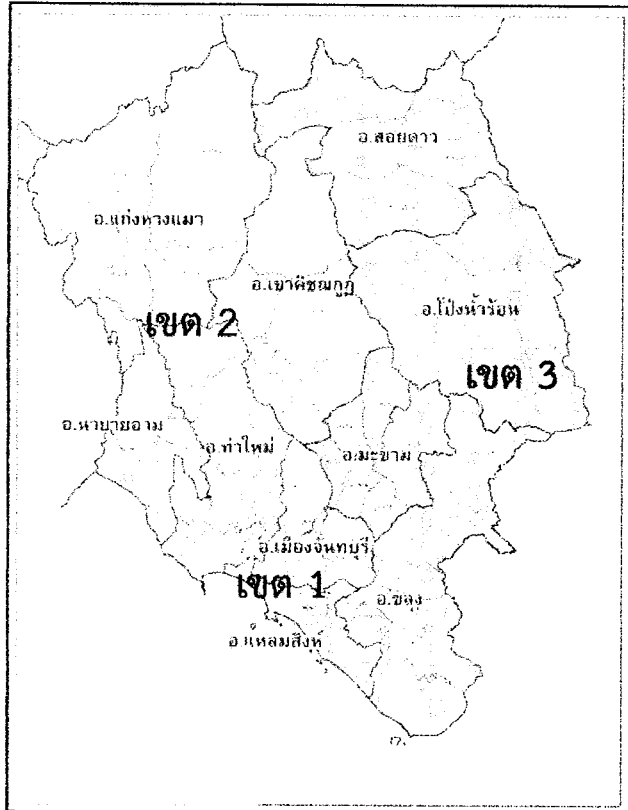 อ.สอยดาว
อ.แก่งหางแมว
อ.เขาคิชฌกูฏ
อ.โป่งน้ำร้อน
เขต 2
เขต 3
อ.นายายอาม
อ.ท่าใหม่
อ.มะขาม
อ.เมืองจันทบุรี
เขต 1
อ.ขลุง
อ.แหลมสิงห์